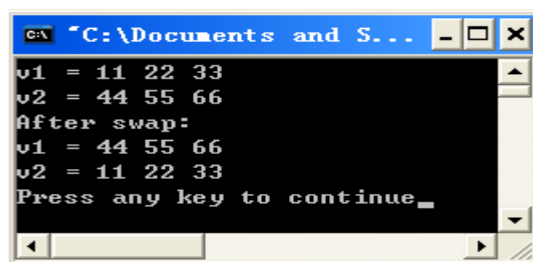 "C:\Documents and S...
v1 = 11 22 33
v2 = 44 55 66
After swap:
v1 = 44 55 66
v2 = 11 22 33
Press any key to continue_